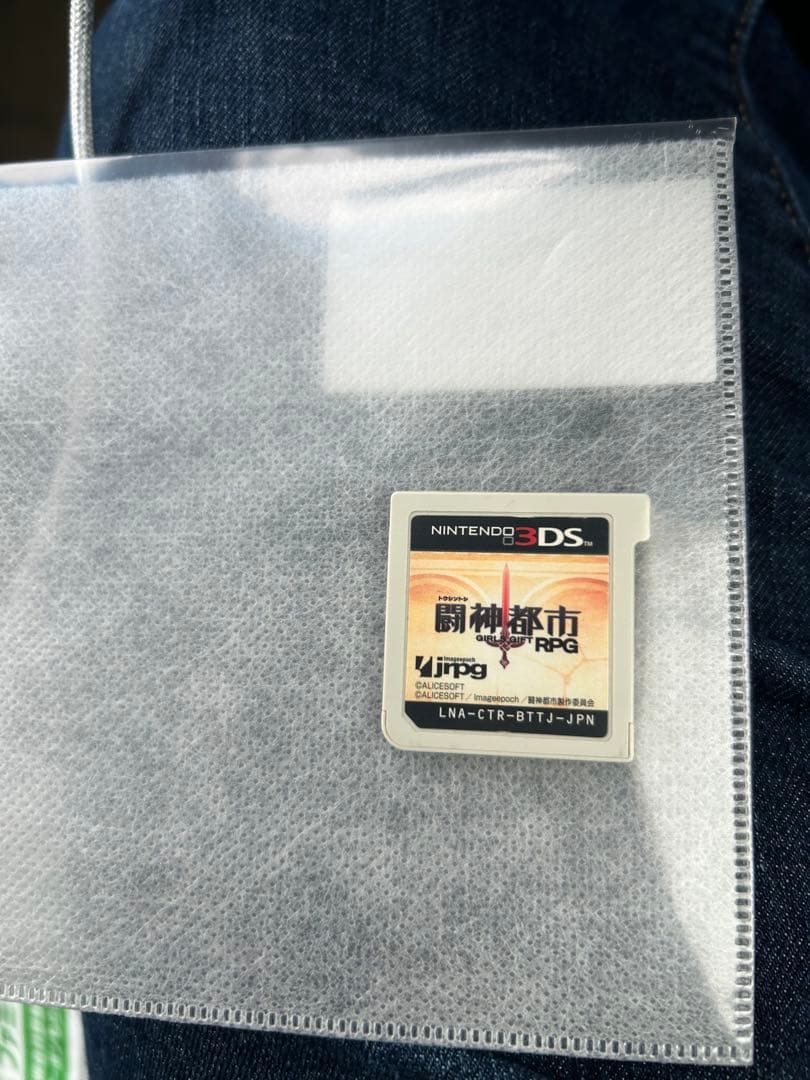 NINTENDO 3DS™
トウシントシ
闘神都市
GIRLS GIFT RPG
imageepoch
jrpg
©ALICESOFT
©ALICESOFT/Imageepoch/闘神都市製作委員会
LNA-CTR-BTTJ-JPN